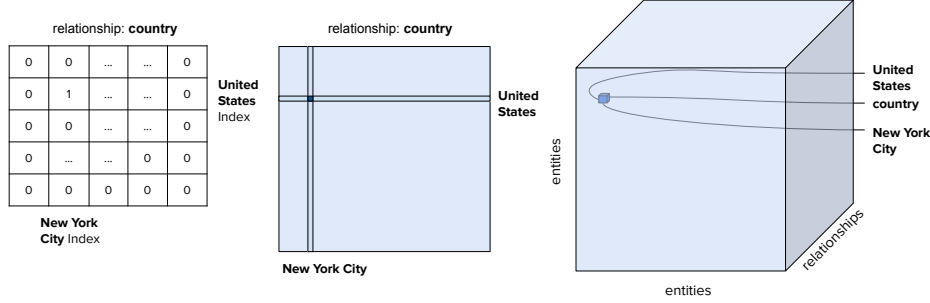 relationship: country
0 0 ... ... 0
0 1 ... ... 0
0 0 ... ... 0
0 ... ... 0 0
0 0 0 0 0
United
States
Index
New York
City Index
relationship: country
United
States
New York City
United
States
country
New York
City
entities
relationships
entities